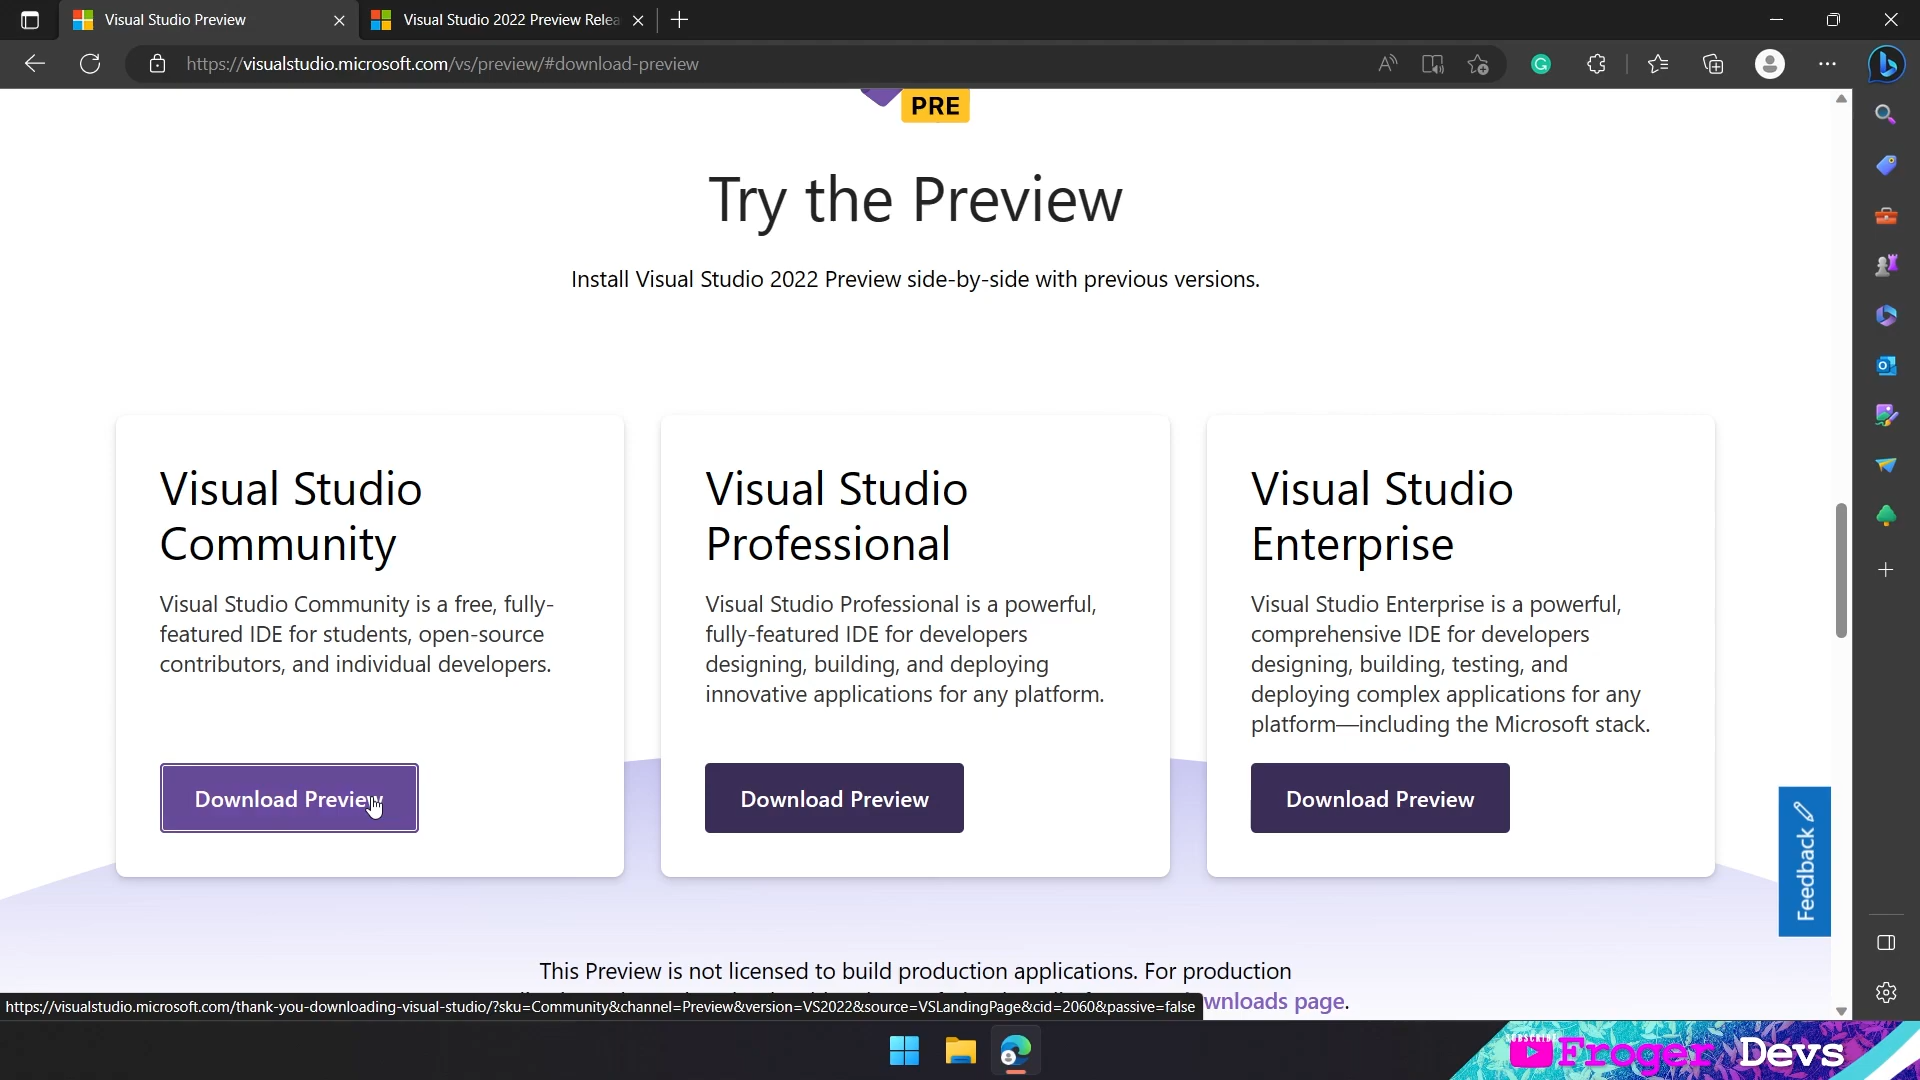 Visual Studio Preview
Visual Studio 2022 Preview Relea
https://visualstudio.microsoft.com/vs/preview/#download-preview
PRE
Try the Preview
Install Visual Studio 2022 Preview side-by-side with previous versions.
Visual Studio
Community
Visual Studio Community is a free, fully-
featured IDE for students, open-source
contributors, and individual developers.
Download Preview
Visual Studio
Professional
Visual Studio Professional is a powerful,
fully-featured IDE for developers
designing, building, and deploying
innovative applications for any platform.
Download Preview
Visual Studio
Enterprise
Visual Studio Enterprise is a powerful,
comprehensive IDE for developers
designing, building, testing, and
deploying complex applications for any
platform—including the Microsoft stack.
Download Preview
Feedback
This Preview is not licensed to build production applications. For production
wnloads page.
https://visualstudio.microsoft.com/thank-you-downloading-visual-studio/?sku=Community&channel=Preview&version=VS2022&source=VSLandingPage&cid=2060&passive=false
SUBSCRIBE
Froger Devs